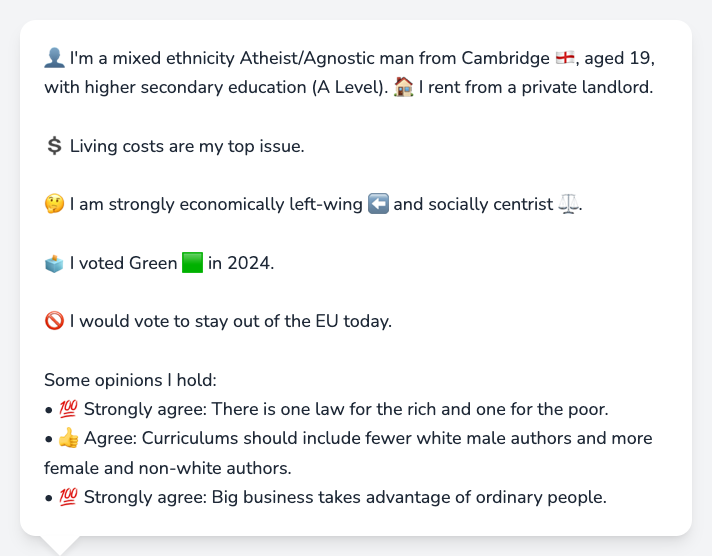 👤 I'm a mixed ethnicity Atheist/Agnostic man from Cambridge 🏴󠁧󠁢󠁥󠁮󠁧󠁿, aged 19,
with higher secondary education (A Level). 🏠 I rent from a private landlord.
💲 Living costs are my top issue.
🤔 I am strongly economically left-wing ⬅️ and socially centrist ⚖️.
🗳️ I voted Green 🟩 in 2024.
🚫 I would vote to stay out of the EU today.
Some opinions I hold:
• 💯 Strongly agree: There is one law for the rich and one for the poor.
• 👍 Agree: Curriculums should include fewer white male authors and more
female and non-white authors.
• 💯 Strongly agree: Big business takes advantage of ordinary people.